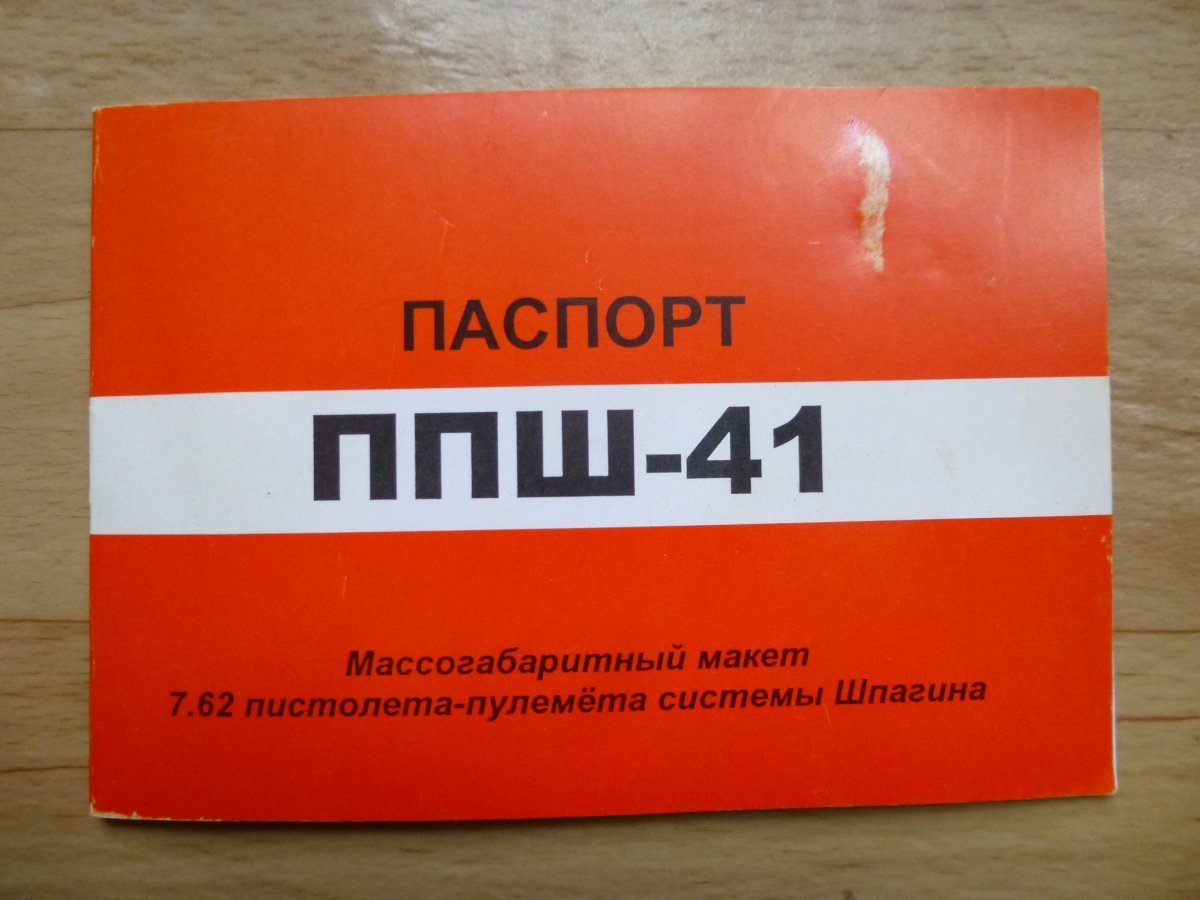 ПАСПОРТ
ППШ-41
Массогабаритный макет
7.62 пистолета-пулемёта системы Шпагина